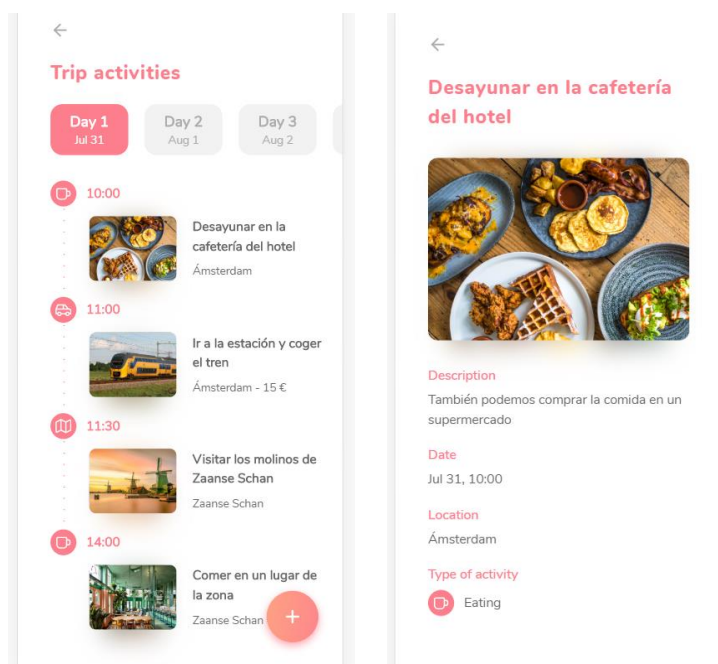 Trip activities
Day 1
Jul 31
Day 2
Aug 1
Day 3
Aug 2
10:00
Desayunar en la
cafetería del hotel
Ámsterdam
11:00
Ir a la estación y coger
el tren
Ámsterdam - 15 €
11:30
Visitar los molinos de
Zaanse Schan
Zaanse Schan
14:00
Comer en un lugar de
la zona
Zaanse Schan
+
Desayunar en la cafetería
del hotel
Description
También podemos comprar la comida en un
supermercado
Date
Jul 31, 10:00
Location
Ámsterdam
Type of activity
Eating